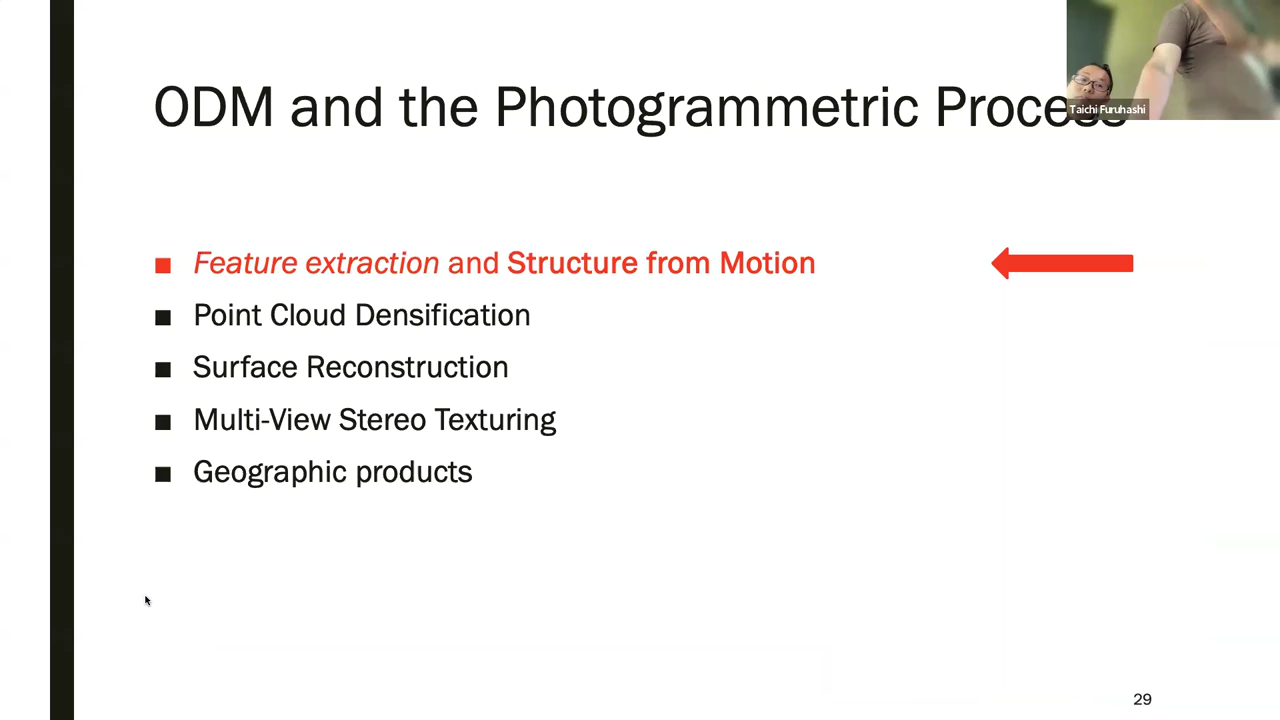 ODM and the Photogrammetric Process
Taichi Furuhashi
Feature extraction and Structure from Motion
Point Cloud Densification
Surface Reconstruction
Multi-View Stereo Texturing
Geographic products
29